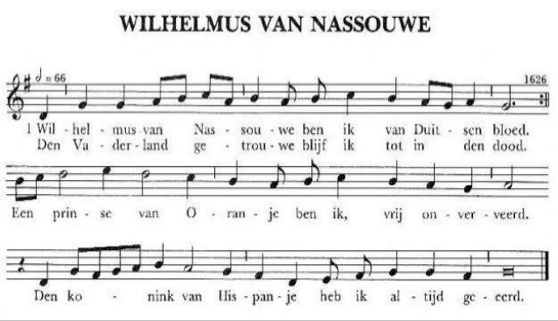 WILHELMUS VAN NASSOUWE
= 66
1626
1 Wil - hel - mus van Nas - sou - we ben ik van Duit - sen bloed.
Den Va - der - land ge - trou - we blijf ik tot in den dood.
Een prin - se van O - ran - je ben ik, vrij on - ver - veerd.
Den ko - nink van His - pan - je heb ik al - tijd ge - eerd.